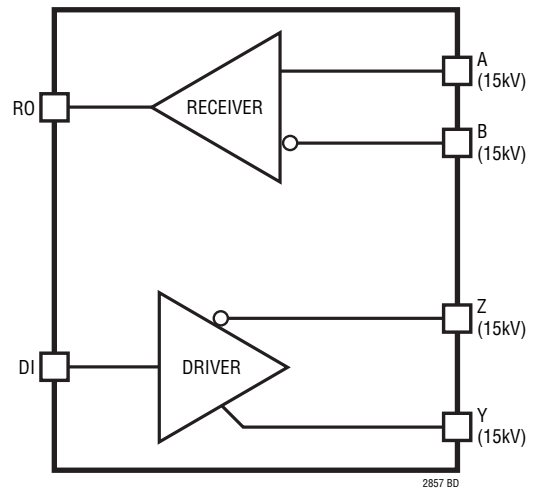 A
(15kV)
RO
RECEIVER
B
(15kV)
Z
(15kV)
DI
DRIVER
Y
(15kV)
2857 BD